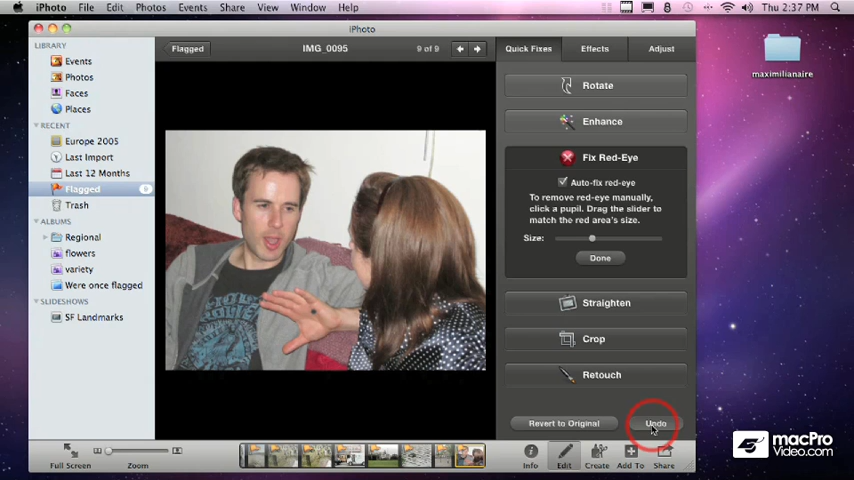 iPhoto File Edit Photos Events Share View Window Help
Thu 2:37 PM
iPhoto
LIBRARY
Flagged
IMG_0095
9 of 9
Quick Fixes
Effects
Adjust
Events
Photos
Faces
Places
RECENT
Europe 2005
Last Import
Last 12 Months
Flagged
Trash
ALBUMS
Regional
flowers
variety
Were once flagged
SLIDESHOWS
SF Landmarks
Rotate
Enhance
Fix Red-Eye
Auto-fix red-eye
To remove red-eye manually,
click a pupil. Drag the slider to
match the red area's size.
Size:
Done
Straighten
Crop
Retouch
Revert to Original
Undo
Full Screen
Zoom
Info
Edit
Create
Add To
Share
maximilianaire
macPro
Video.com